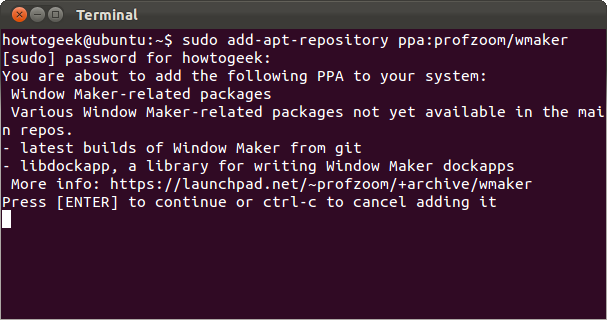 Terminal
howtogeek@ubuntu:~$ sudo add-apt-repository ppa:profzoom/wmaker
[sudo] password for howtogeek:
You are about to add the following PPA to your system:
 Window Maker-related packages
 Various Window Maker-related packages not yet available in the mai
n repos.
- latest builds of Window Maker from git
- libdockapp, a library for writing Window Maker dockapps
 More info: https://launchpad.net/~profzoom/+archive/wmaker
Press [ENTER] to continue or ctrl-c to cancel adding it